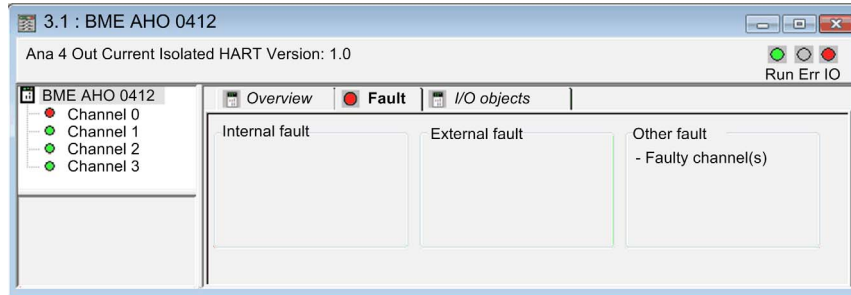 3.1 : BME AHO 0412
Ana 4 Out Current Isolated HART Version: 1.0
Run Err IO
BME AHO 0412
Channel 0
Channel 1
Channel 2
Channel 3
Overview
Fault
I/O objects
Internal fault
External fault
Other fault
- Faulty channel(s)